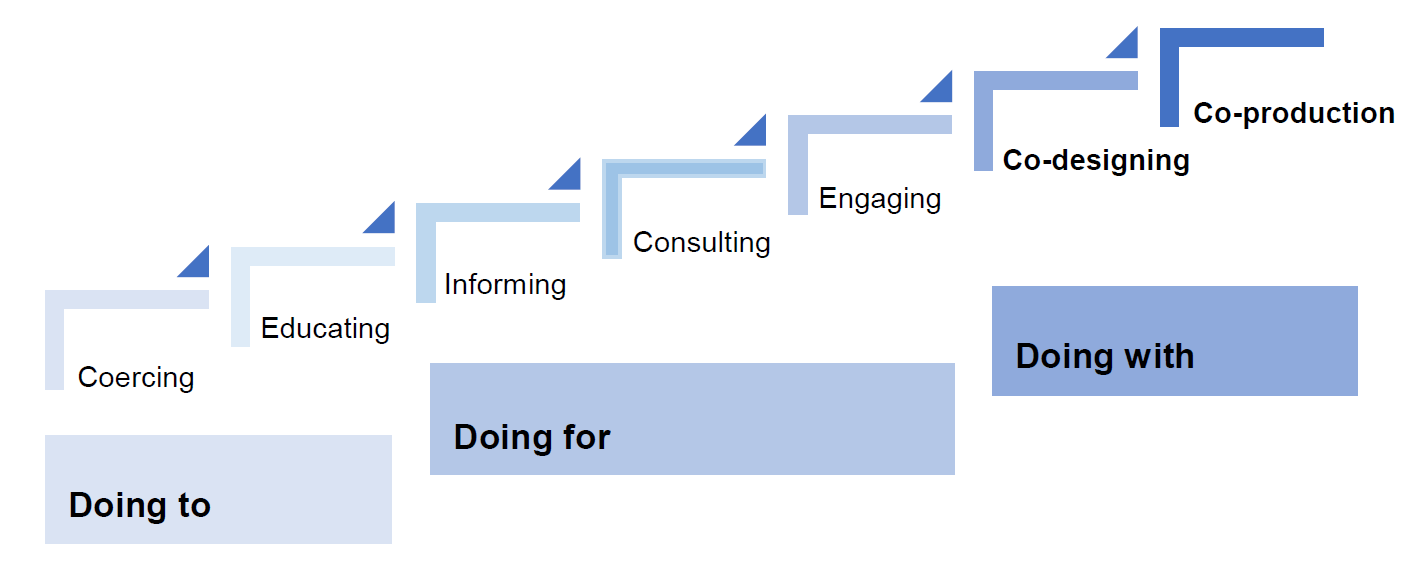 Coercing
Educating
Informing
Consulting
Engaging
Co-designing
Co-production
Doing to
Doing for
Doing with